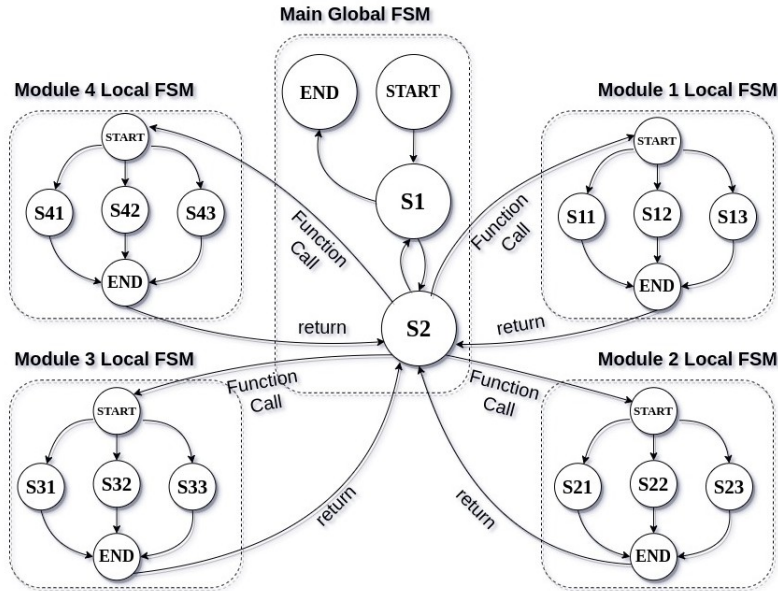 Main Global FSM
END
START
S1
S2
Module 4 Local FSM
START
S41
S42
S43
END
Function
Call
return
Module 1 Local FSM
START
S11
S12
S13
END
Function
Call
return
Module 3 Local FSM
START
S31
S32
S33
END
Function
Call
return
Module 2 Local FSM
START
S21
S22
S23
END
Function
Call
return